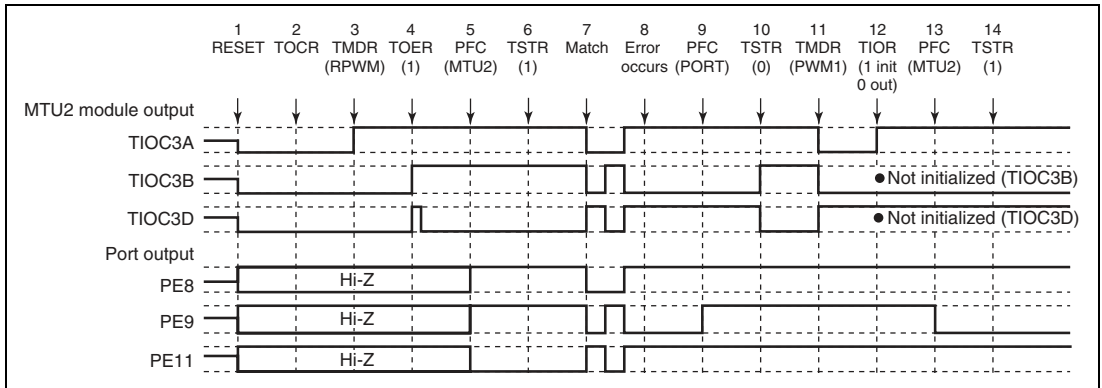 1 2 3 4 5 6 7 8 9 10 11 12 13 14
RESET TOCR TMDR TOER PFC TSTR Match Error PFC TSTR TMDR TIOR PFC TSTR
(RPWM) (1) (MTU2) (1) occurs (PORT) (0) (PWM1) (1 init (MTU2) (1)
0 out)
MTU2 module output
TIOC3A
TIOC3B
● Not initialized (TIOC3B)
TIOC3D
● Not initialized (TIOC3D)
Port output
PE8
Hi-Z
PE9
Hi-Z
PE11
Hi-Z